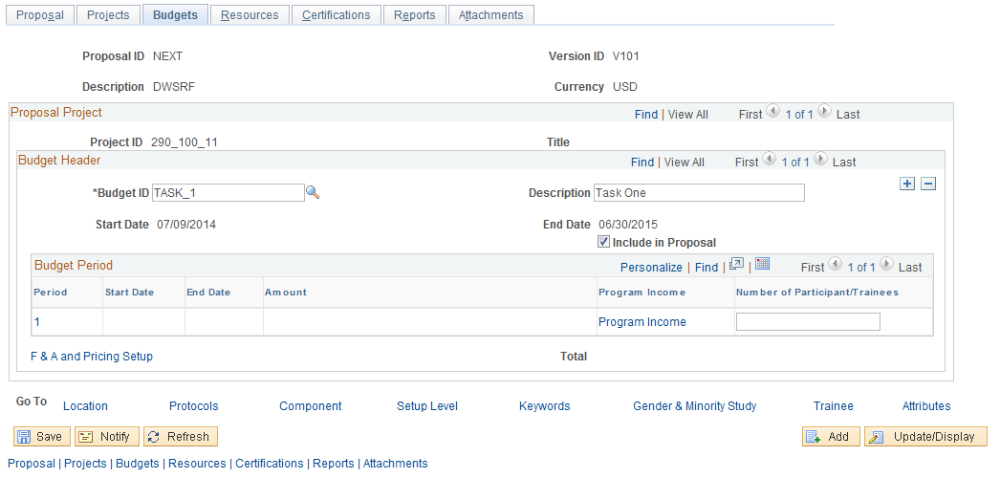 Proposal Projects Budgets Resources Certifications Reports Attachments
Proposal ID NEXT Version ID V101
Description DWSRF Currency USD
Proposal Project Find | View All First 1 of 1 Last
Project ID 290_100_11 Title
Budget Header Find | View All First 1 of 1 Last
*Budget ID TASK_1 Description Task One
Start Date 07/09/2014 End Date 06/30/2015
Include in Proposal
Budget Period Personalize | Find | | First 1 of 1 Last
Period Start Date End Date Amount Program Income Number of Participant/Trainees
1 Program Income
F & A and Pricing Setup Total
Go To Location Protocols Component Setup Level Keywords Gender & Minority Study Trainee Attributes
Save Notify Refresh Add Update/Display
Proposal | Projects | Budgets | Resources | Certifications | Reports | Attachments